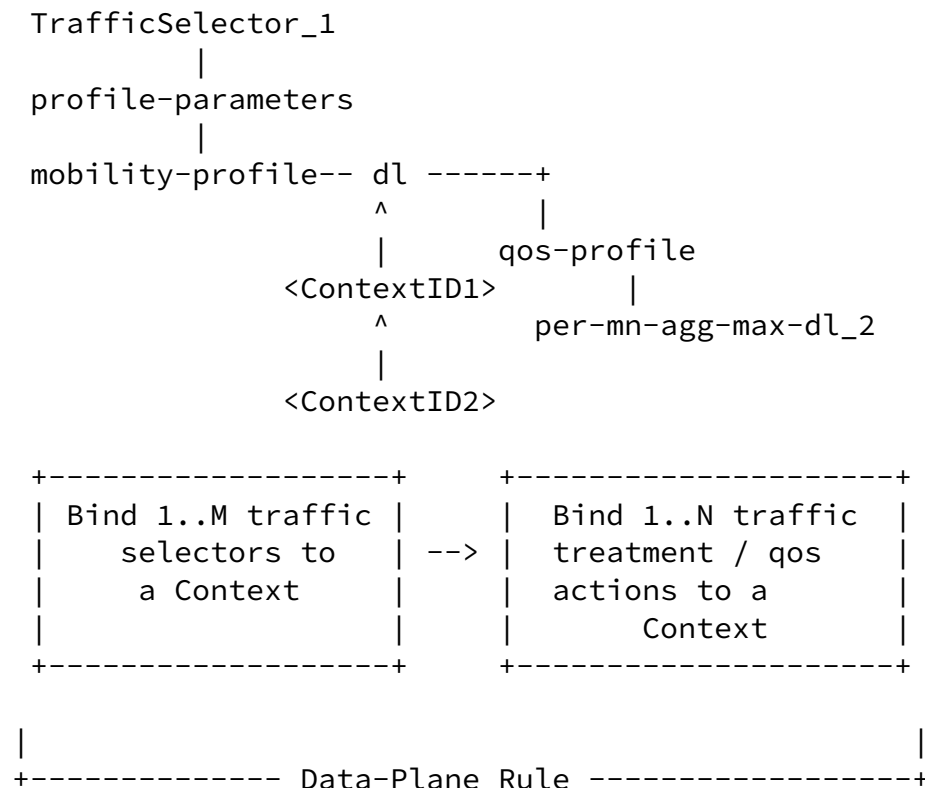 TrafficSelector_1
|
profile-parameters
|
mobility-profile-- dl ------+
^ |
| qos-profile
<ContextID1> |
^ per-mn-agg-max-dl_2
|
<ContextID2>
+-------------------+ +---------------------+
| Bind 1..M traffic | | Bind 1..N traffic |
| selectors to | --> | treatment / qos |
| a Context | | actions to a |
| | | Context |
+-------------------+ +---------------------+
| |
+-------------- Data-Plane Rule ------------------+